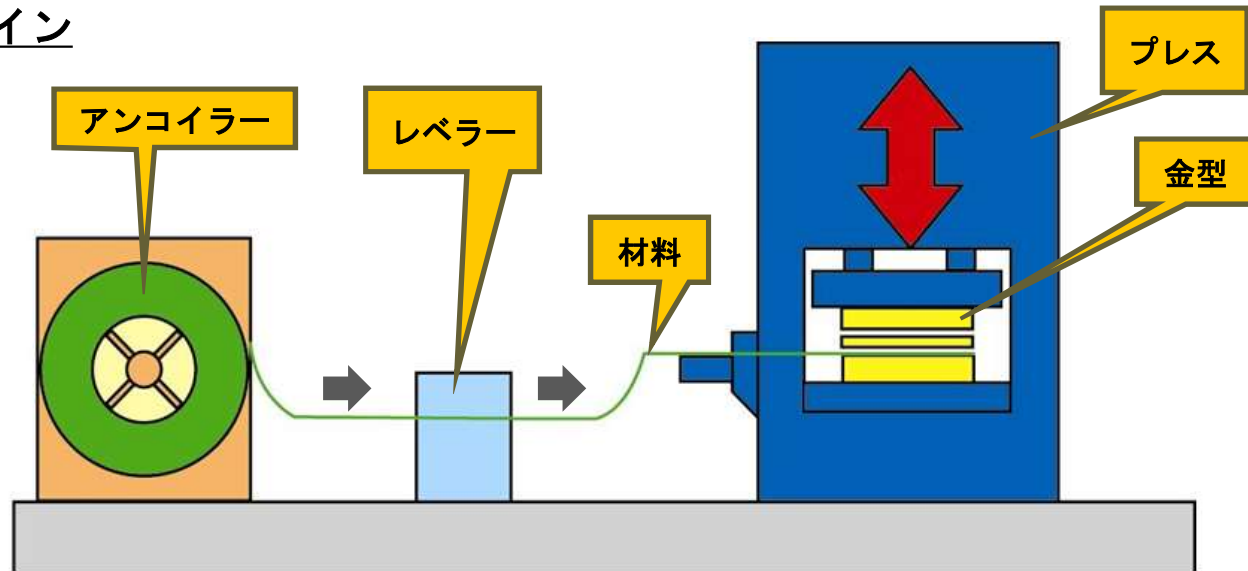 イン
プレス
アンコイラー
レベラー
金型
材料